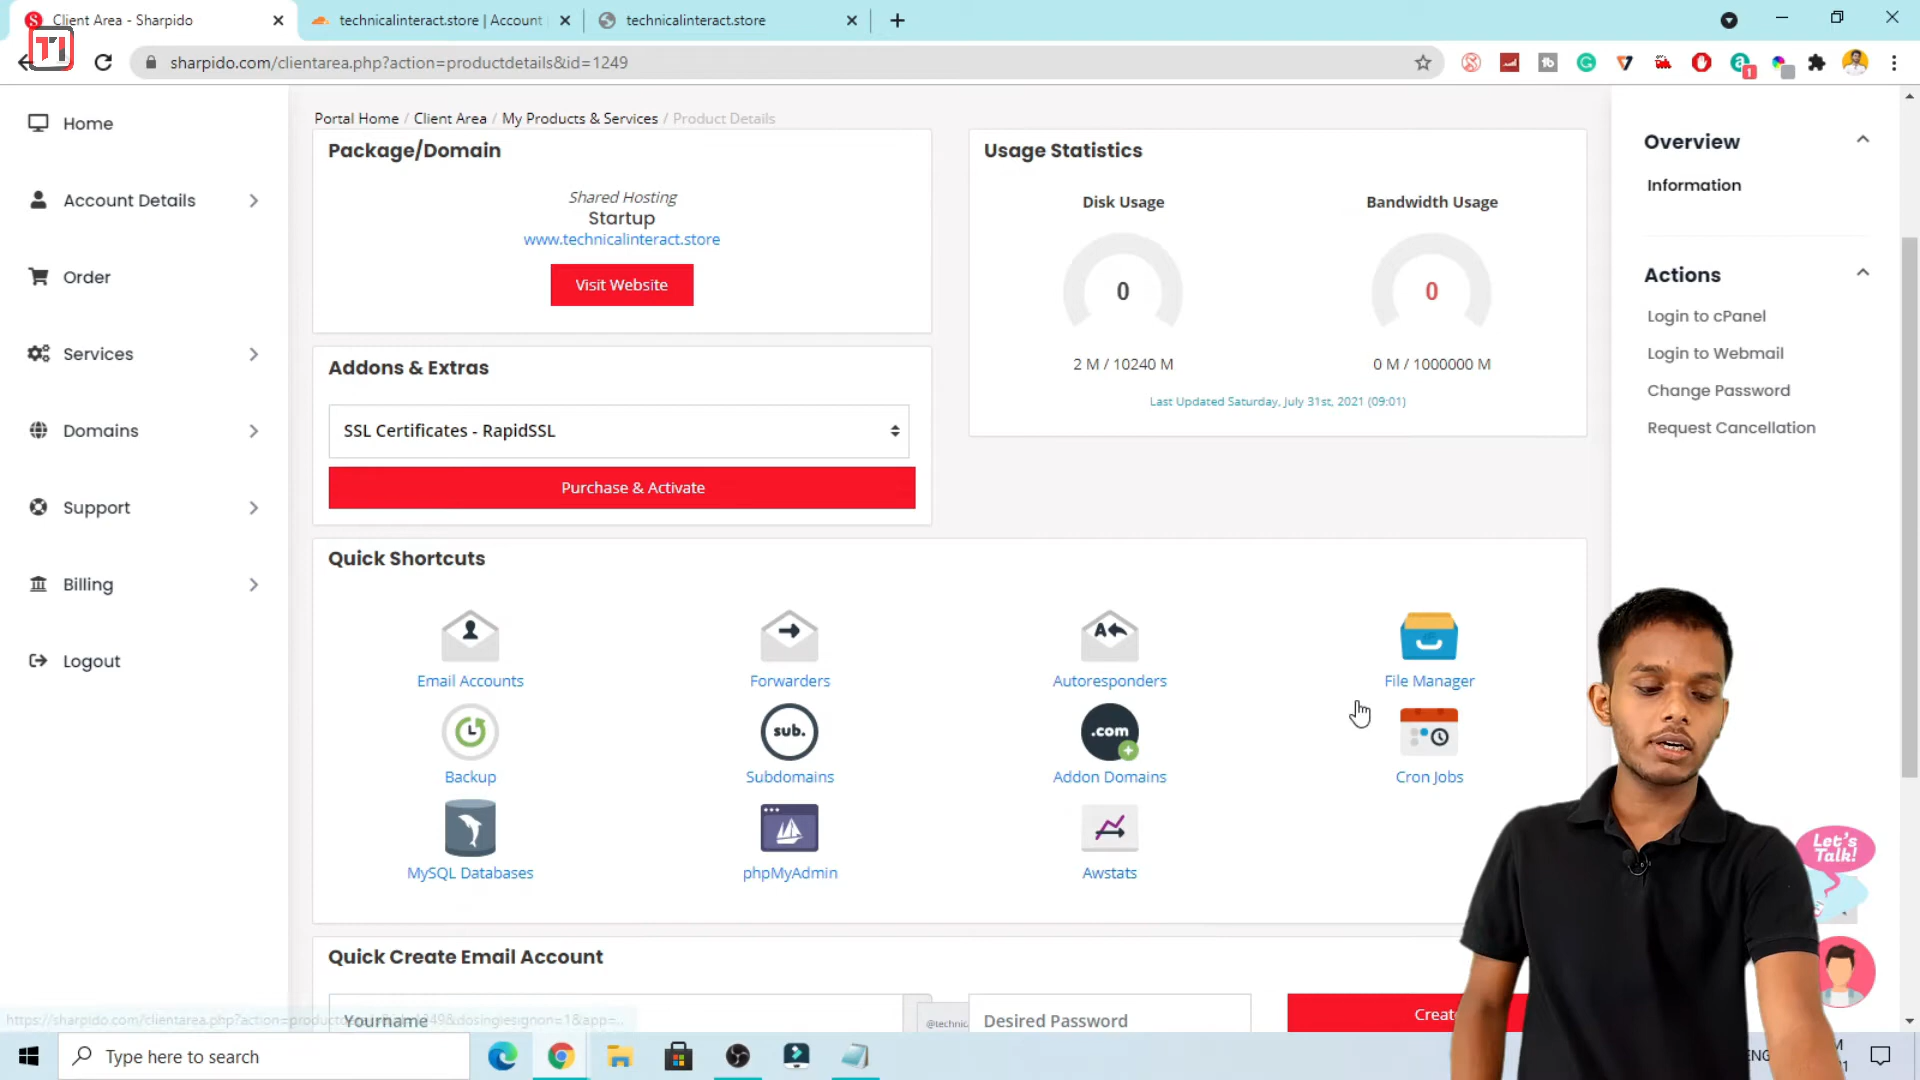 Client Area - Sharpido
technicalinteract.store | Account
technicalinteract.store
TI
sharpido.com/clientarea.php?action=productdetails&id=1249
1
Home
Account Details
Order
Services
Domains
Support
Billing
Logout
Portal Home / Client Area / My Products & Services / Product Details
Package/Domain
Shared Hosting
Startup
www.technicalinteract.store
Visit Website
Addons & Extras
SSL Certificates - RapidSSL
Purchase & Activate
Usage Statistics
Disk Usage
Bandwidth Usage
0
0
2 M / 10240 M
0 M / 1000000 M
Last Updated Saturday, July 31st, 2021 (09:01)
Overview
Information
Actions
Login to cPanel
Login to Webmail
Change Password
Request Cancellation
Quick Shortcuts
Email Accounts
Forwarders
Autoresponders
File Manager
sub.
.com
Backup
Subdomains
Addon Domains
Cron Jobs
MySQL Databases
phpMyAdmin
Awstats
Let's Talk!
Quick Create Email Account
Yourname
@technic
Desired Password
Create
Type here to search